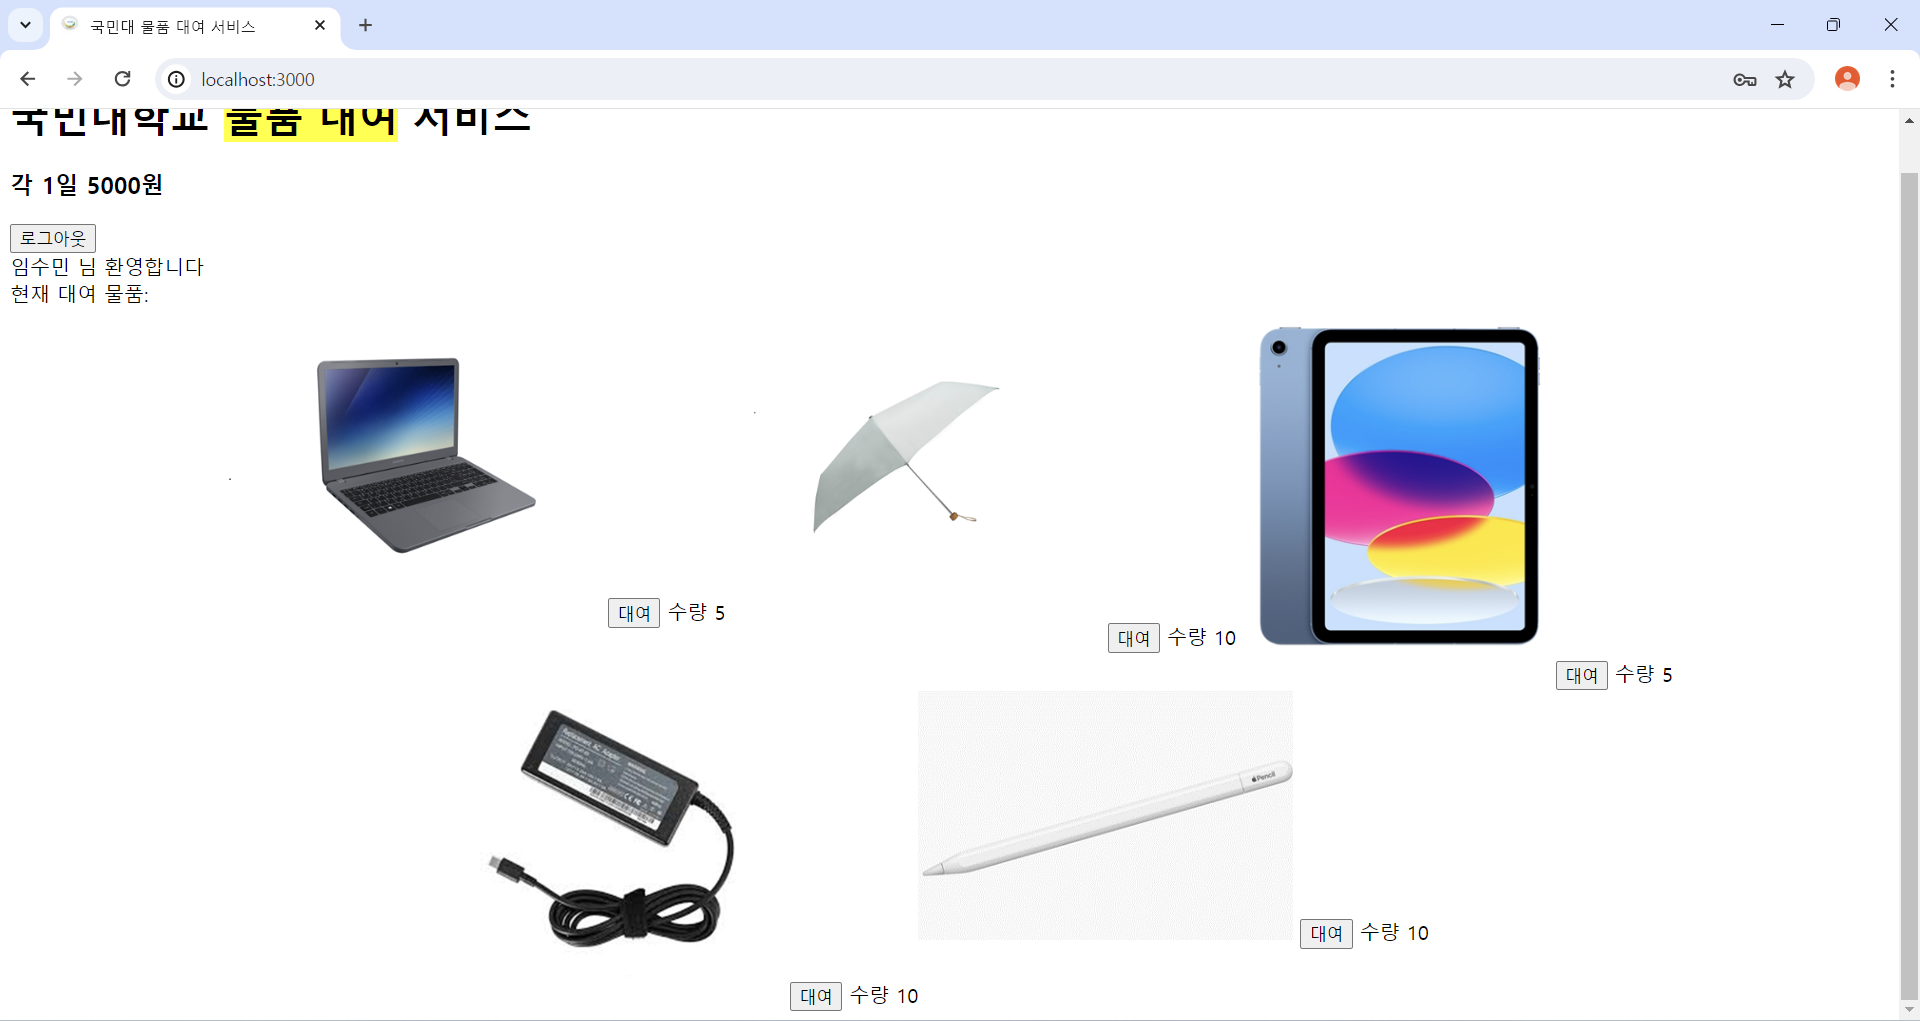 국민대 물품 대여 서비스
localhost:3000
국민대학교 물품 대여 서비스
각 1일 5000원
로그아웃
임수민 님 환영합니다
현재 대여 물품:
대여 수량 5
대여 수량 10
대여 수량 5
Replacement AC Adapter
Pencil
대여 수량 10
대여 수량 10